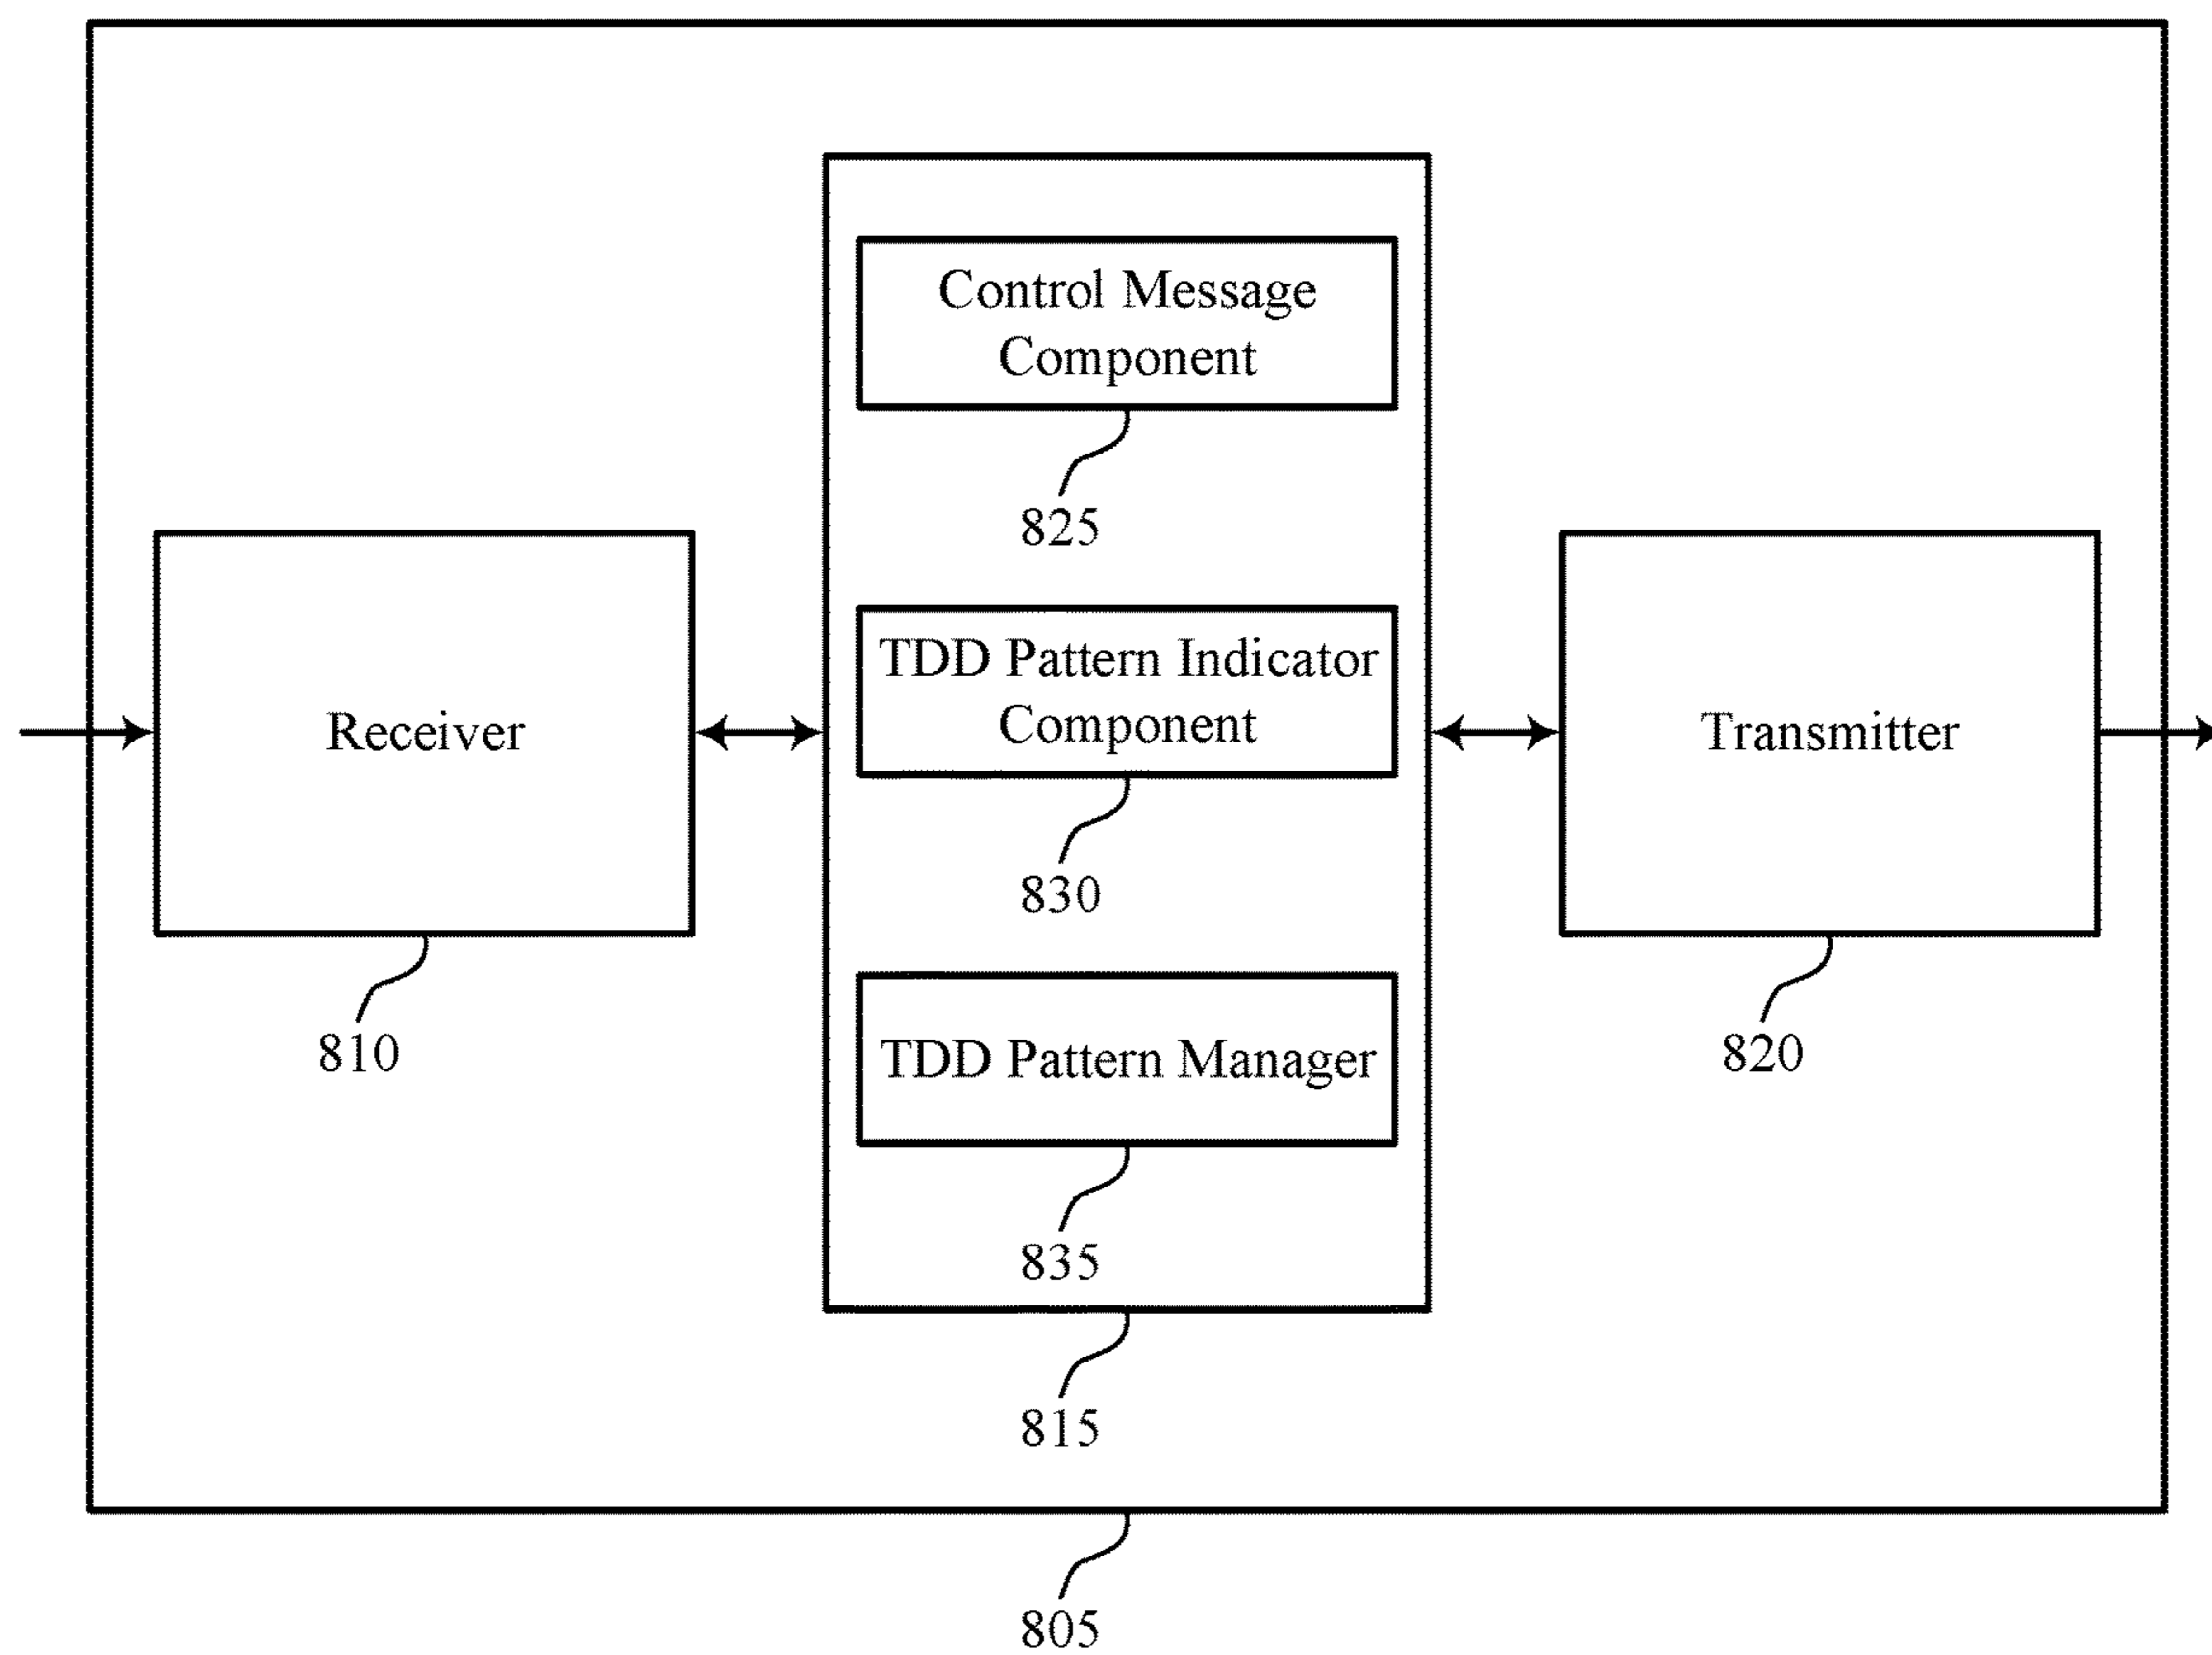 Control Message
Component
825
Receiver
810
TDD Pattern Indicator
Component
830
Transmitter
820
TDD Pattern Manager
835
815
805